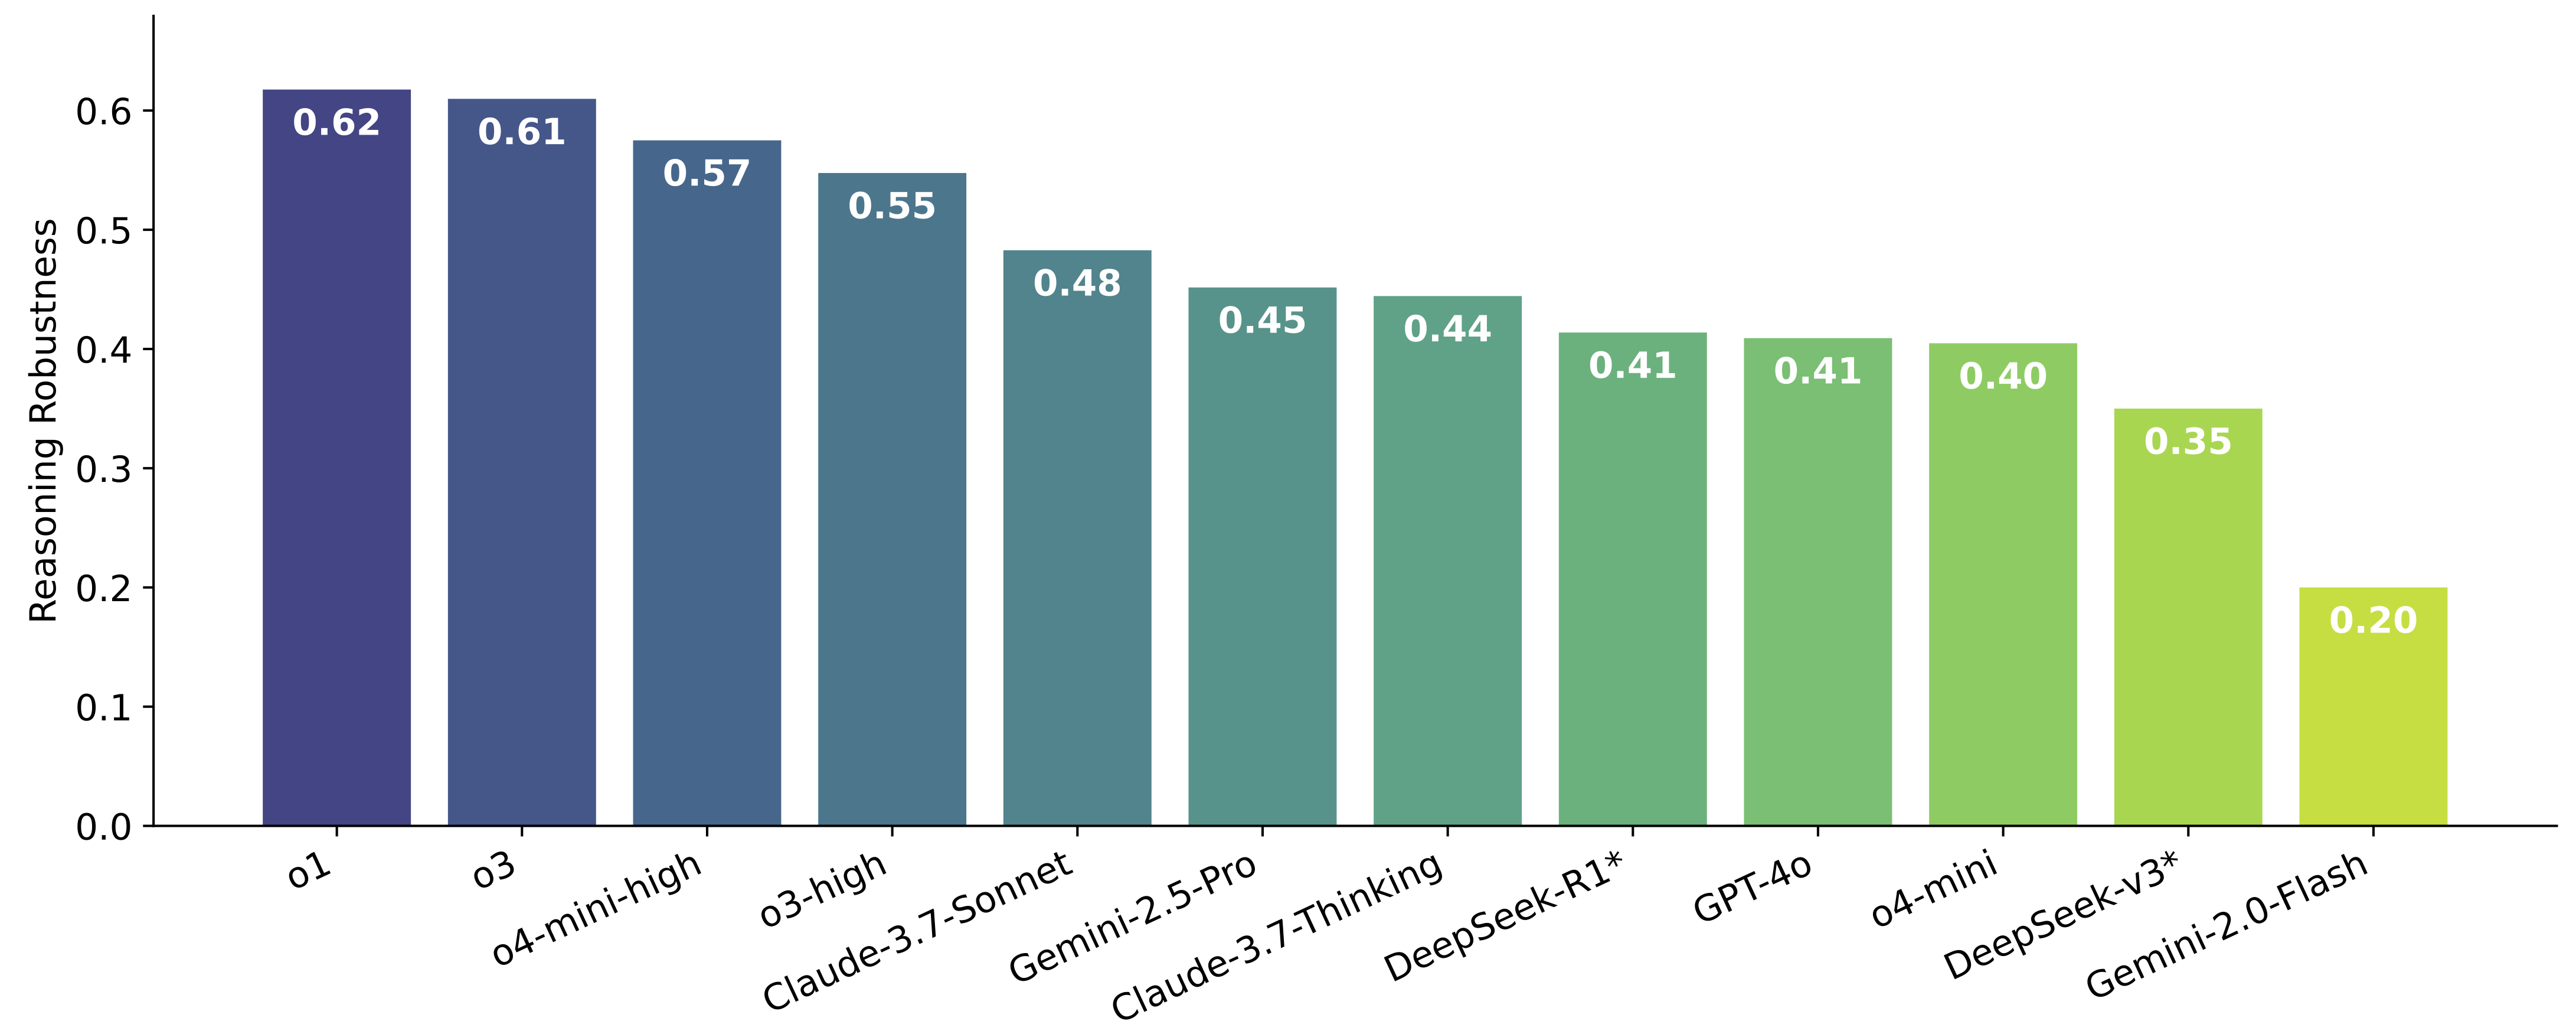 Reasoning Robustness
0.6
0.5
0.4
0.3
0.2
0.1
0.0
0.62
0.61
0.57
0.55
0.48
0.45
0.44
0.41
0.41
0.40
0.35
0.20
o1
o3
o4-mini-high
o3-high
Claude-3.7-Sonnet
Gemini-2.5-Pro
Claude-3.7-Thinking
DeepSeek-R1*
GPT-4o
o4-mini
DeepSeek-v3*
Gemini-2.0-Flash